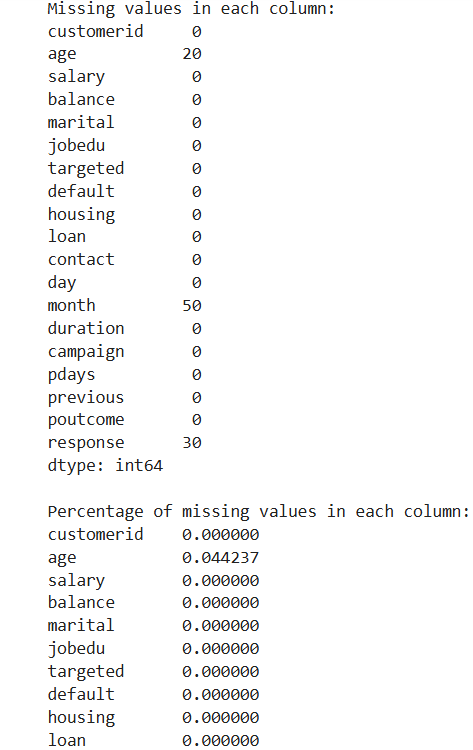 Missing values in each column:
customerid 0
age 20
salary 0
balance 0
marital 0
jobedu 0
targeted 0
default 0
housing 0
loan 0
contact 0
day 0
month 50
duration 0
campaign 0
pdays 0
previous 0
poutcome 0
response 30
dtype: int64
Percentage of missing values in each column:
customerid 0.000000
age 0.044237
salary 0.000000
balance 0.000000
marital 0.000000
jobedu 0.000000
targeted 0.000000
default 0.000000
housing 0.000000
loan 0.000000